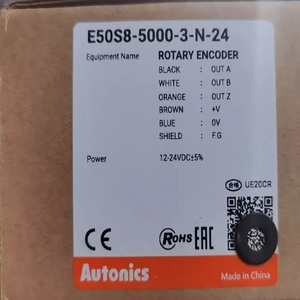 E50S8-5000-3-N-24
Equipment Name ROTARY ENCODER
BLACK : OUT A
WHITE : OUT B
ORANGE : OUT Z
BROWN : +V
BLUE : 0V
SHIELD : F.G
Power 12-24VDC±5%
UE20CR
CE RoHS EAC
Autonics
Made in China